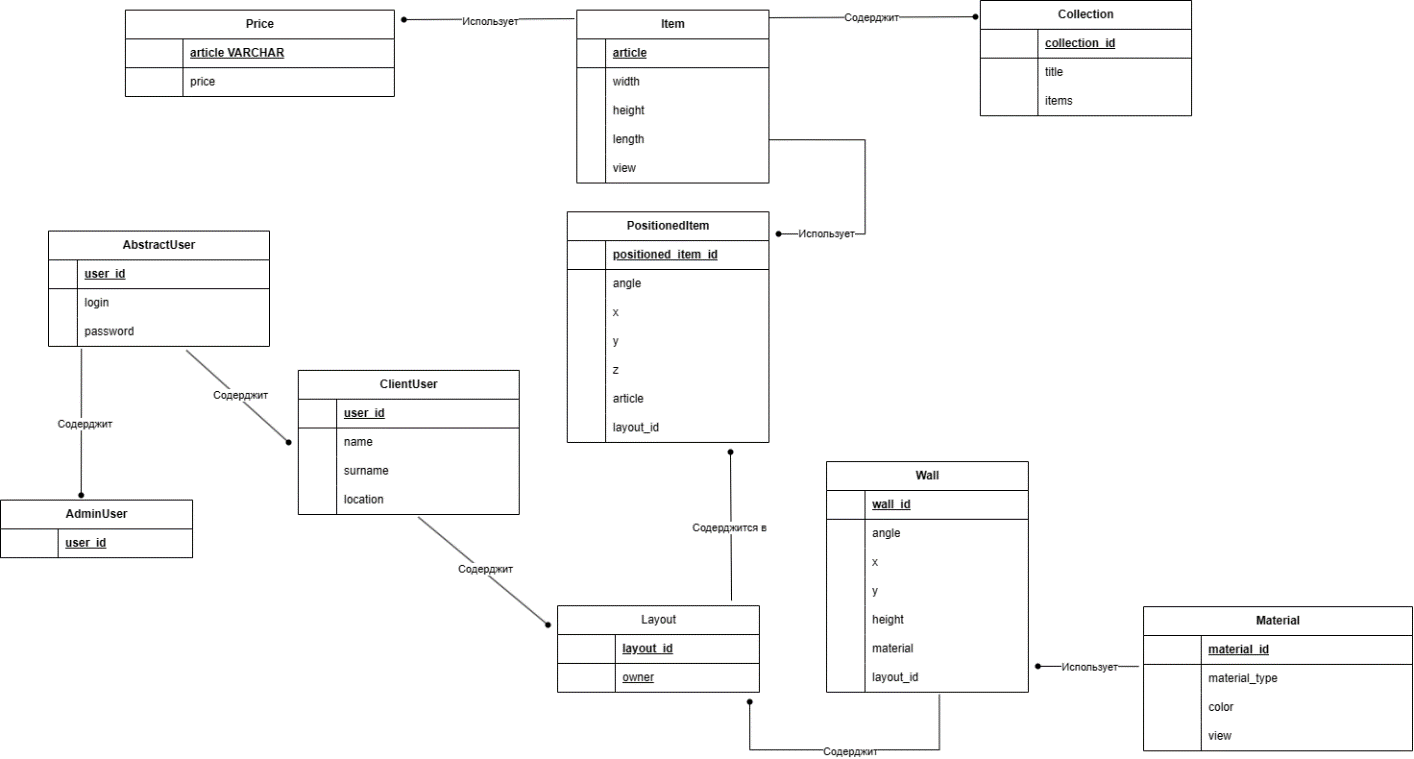 Price
article VARCHAR
price
Использует
Item
article
width
height
length
view
Содерджит
Collection
collection_id
title
items
Использует
PositionedItem
positioned_item_id
angle
x
y
z
article
layout_id
AbstractUser
user_id
login
password
Содерджит
Содерджит
ClientUser
user_id
name
surname
location
AdminUser
user_id
Содерджит
Содерджится в
Layout
layout_id
owner
Wall
wall_id
angle
x
y
height
material
layout_id
Содерджит
Использует
Material
material_id
material_type
color
view